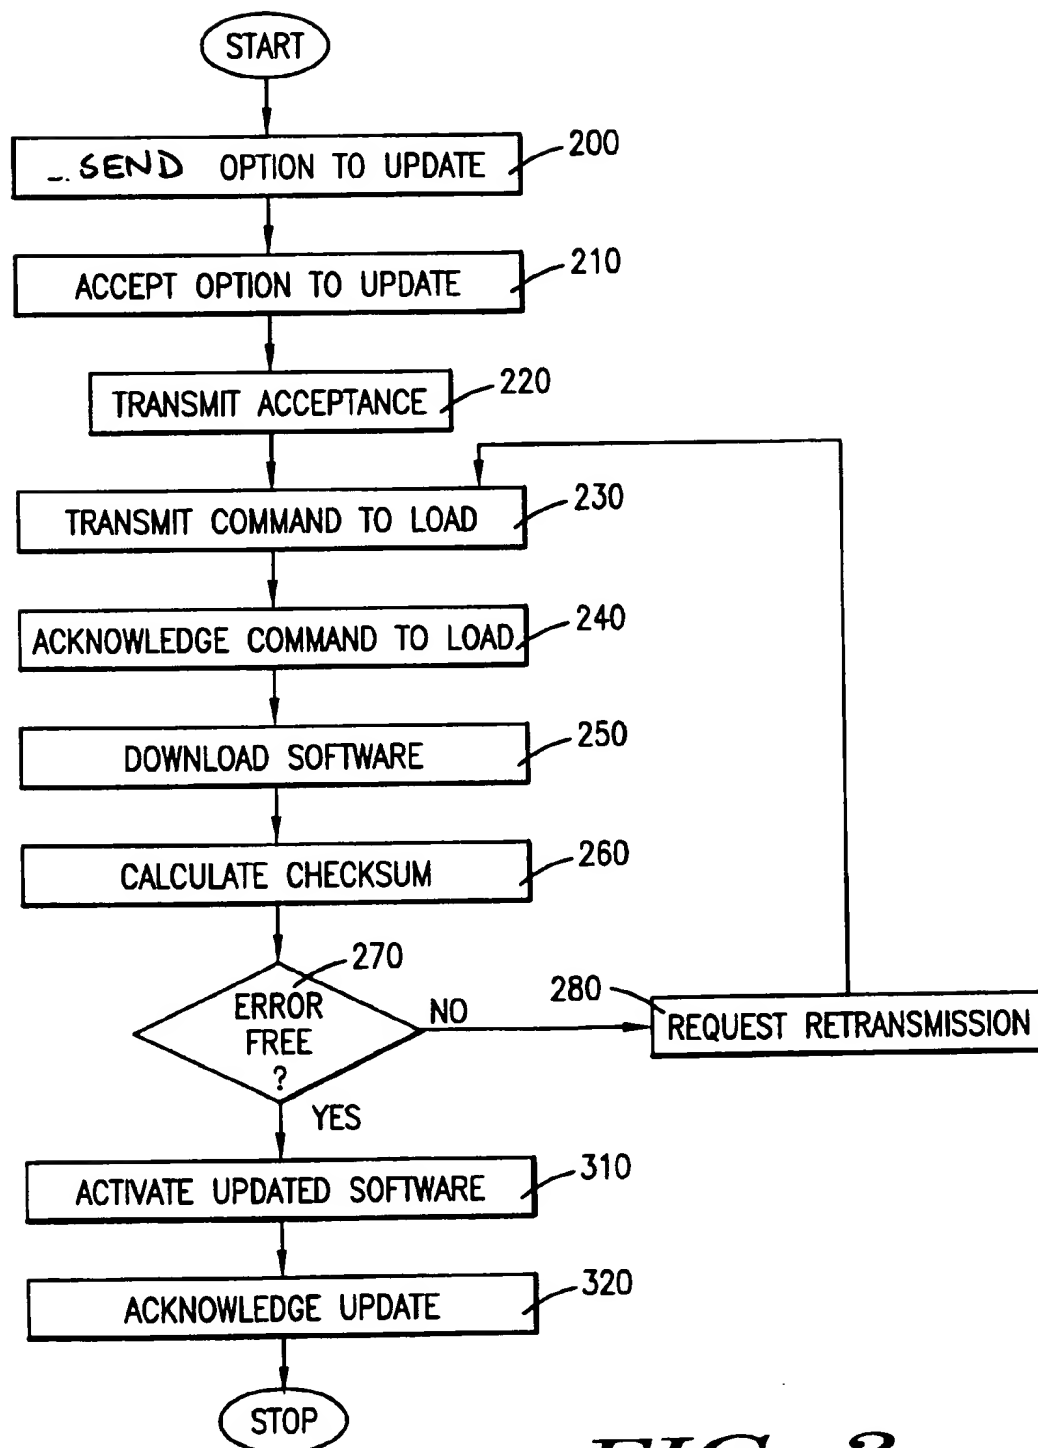 START
SEND OPTION TO UPDATE
200
ACCEPT OPTION TO UPDATE
210
TRANSMIT ACCEPTANCE
220
TRANSMIT COMMAND TO LOAD
230
ACKNOWLEDGE COMMAND TO LOAD
240
DOWNLOAD SOFTWARE
250
CALCULATE CHECKSUM
260
270
ERROR
FREE
?
NO
280
REQUEST RETRANSMISSION
YES
ACTIVATE UPDATED SOFTWARE
310
ACKNOWLEDGE UPDATE
320
STOP